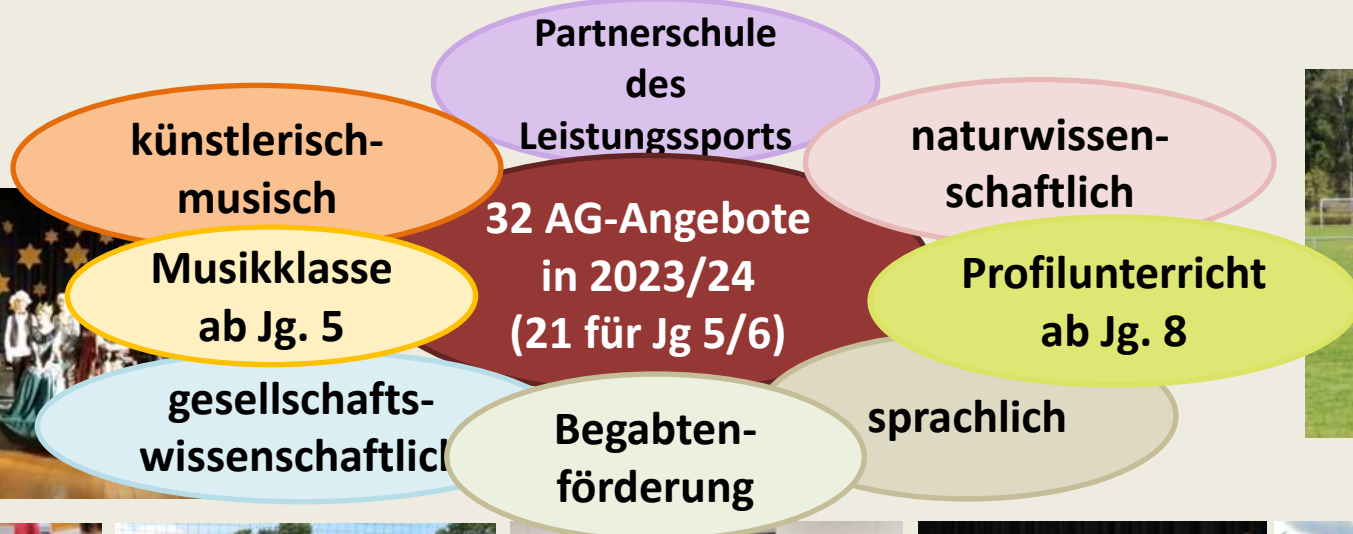 Partnerschule
des
Leistungssports
künstlerisch-
musisch
naturwissen-
schaftlich
32 AG-Angebote
in 2023/24
(21 für Jg 5/6)
Musikklasse
ab Jg. 5
Profilunterricht
ab Jg. 8
gesellschafts-
wissenschaftlich
Begabten-
förderung
sprachlich